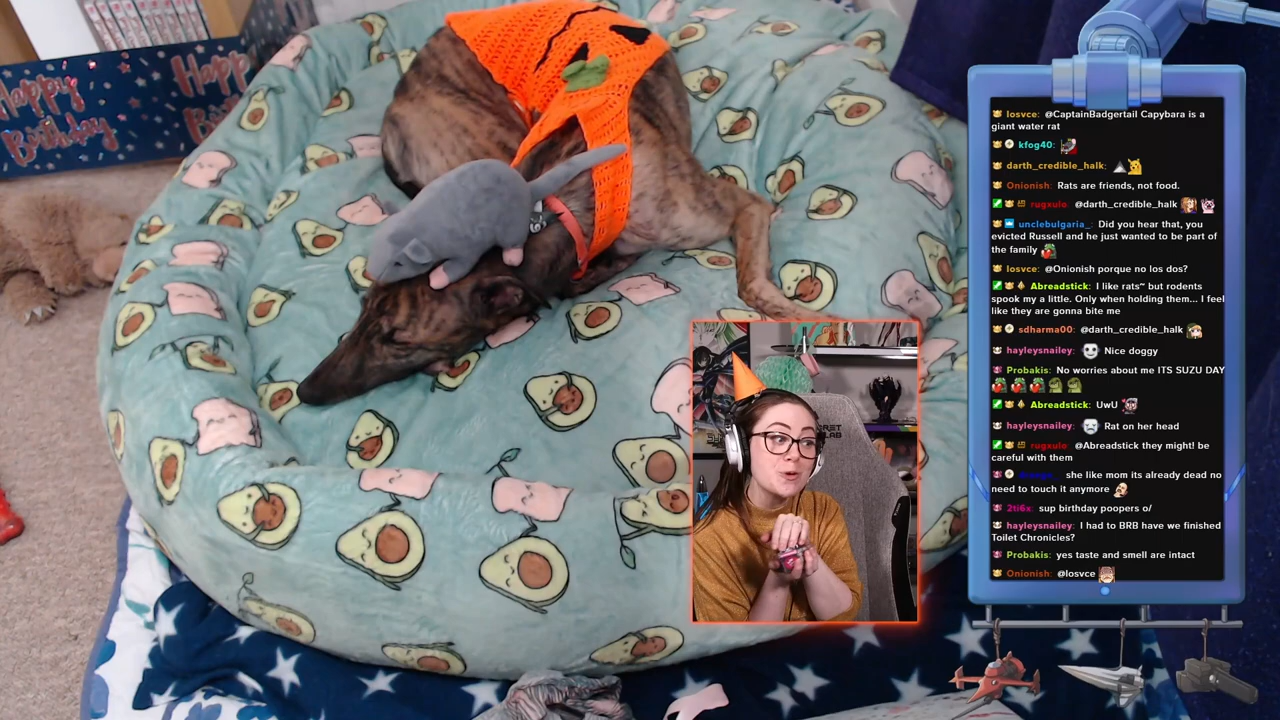 Happy
Birthday
Happy
losvce: @CaptainBadgertail Capybara is a
giant water rat
kfog40:
darth_credible_halk:
Onionish: Rats are friends, not food.
rugxulo: @darth_credible_halk
unclebulgaria_: Did you hear that, you
evicted Russell and he just wanted to be part of
the family
losvce: @Onionish porque no los dos?
Abreadstick: I like rats~ but rodents
spook my a little. Only when holding them... I feel
like they are gonna bite me
sdharma00: @darth_credible_halk
hayleysnailey: Nice doggy
Probakis: No worries about me ITS SUZU DAY
Abreadstick: UwU
hayleysnailey: Rat on her head
rugxulo: @Abreadstick they might! be
careful with them
she like mom its already dead no
need to touch it anymore
2ti6x: sup birthday poopers o/
hayleysnailey: I had to BRB have we finished
Toilet Chronicles?
Probakis: yes taste and smell are intact
Onionish: @losvce